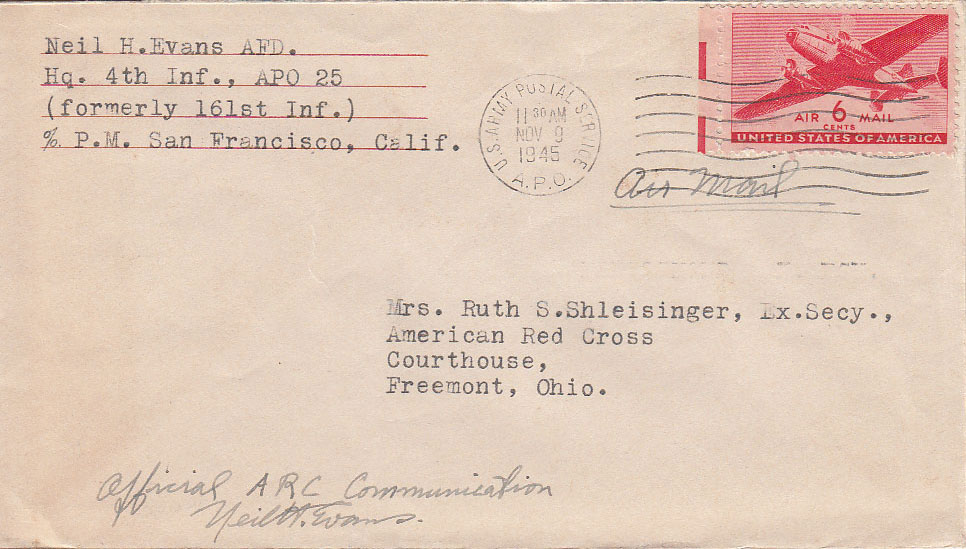 Neil H.Evans AFD.
Hq. 4th Inf., APO 25
(formerly 161st Inf.)
℅ P.M. San Francisco, Calif.
U.S. ARMY POSTAL SERVICE
11 30 AM
NOV 9
1945
A.P.O.
AIR 6 MAIL
CENTS
UNITED STATES OF AMERICA
Air Mail
Mrs. Ruth S.Shleisinger, Ex.Secy.,
American Red Cross
Courthouse,
Freemont, Ohio.
Official ARC Communication
Neil H. Evans.